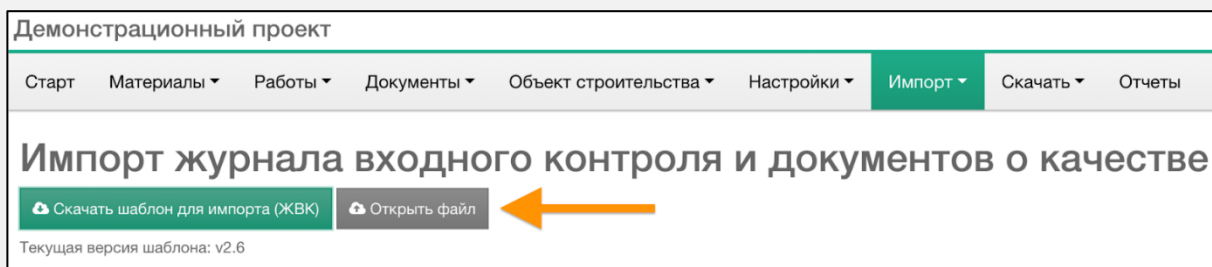 Демонстрационный проект
Старт Материалы Работы Документы Объект строительства Настройки Импорт Скачать Отчеты
Импорт журнала входного контроля и документов о качестве
Скачать шаблон для импорта (ЖВК) Открыть файл
Текущая версия шаблона: v2.6